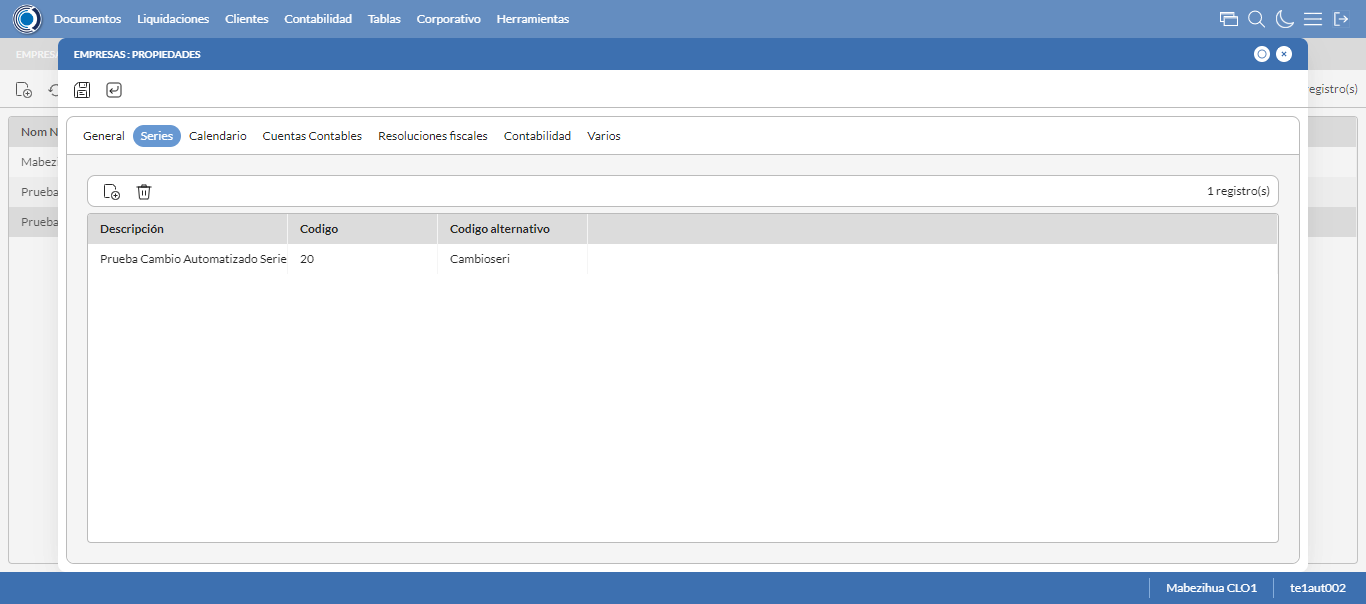 Documentos Liquidaciones Clientes Contabilidad Tablas Corporativo Herramientas
EMPRESAS : PROPIEDADES
egistro(s)
General Series Calendario Cuentas Contables Resoluciones fiscales Contabilidad Varios
Nom N
Mabez
Prueba
Prueba
1 registro(s)
Descripción Codigo Codigo alternativo
Prueba Cambio Automatizado Serie 20 Cambioseri
Mabezihua CLO1 te1aut002